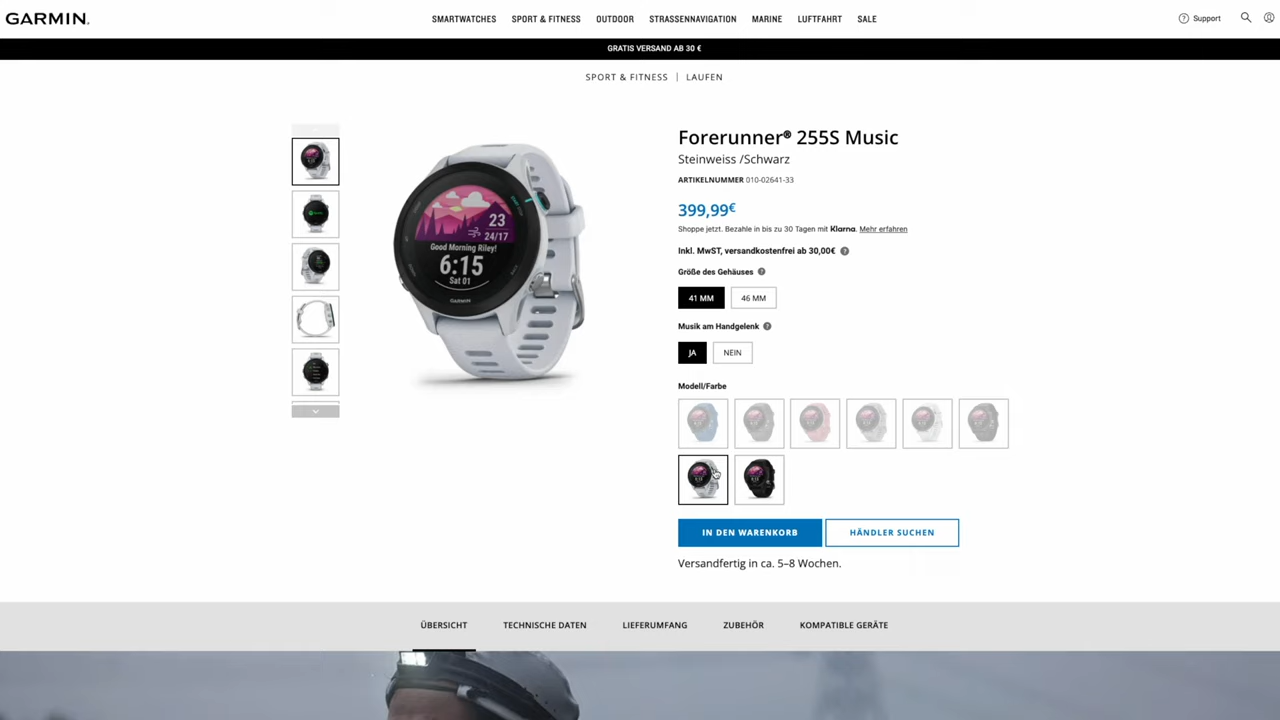 GARMIN.
SMARTWATCHES SPORT & FITNESS OUTDOOR STRASSENNAVIGATION MARINE LUFTFAHRT SALE
Support
GRATIS VERSAND AB 30 €
SPORT & FITNESS | LAUFEN
Forerunner® 255S Music
Steinweiss /Schwarz
ARTIKELNUMMER 010-02641-33
399,99€
Shoppe jetzt. Bezahle in bis zu 30 Tagen mit Klarna. Mehr erfahren
Inkl. MwST, versandkostenfrei ab 30,00€
Größe des Gehäuses
41 MM 46 MM
Musik am Handgelenk
JA NEIN
Modell/Farbe
23
24/17
Good Morning Riley!
6:15
Sat 01
GARMIN
IN DEN WARENKORB HÄNDLER SUCHEN
Versandfertig in ca. 5–8 Wochen.
ÜBERSICHT TECHNISCHE DATEN LIEFERUMFANG ZUBEHÖR KOMPATIBLE GERÄTE